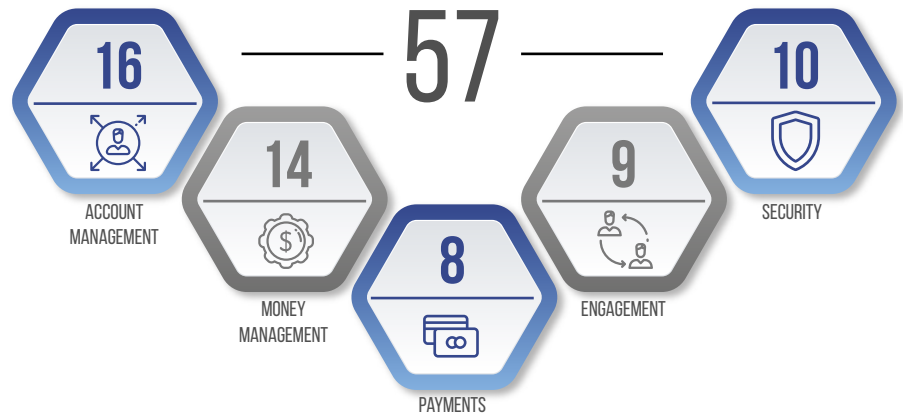 57
16
ACCOUNT
MANAGEMENT
14
$
MONEY
MANAGEMENT
8
PAYMENTS
9
ENGAGEMENT
10
SECURITY